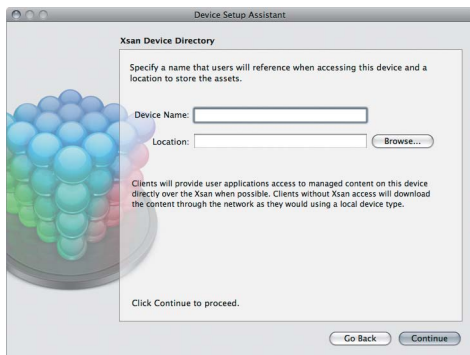 Device Setup Assistant
Xsan Device Directory
Specify a name that users will reference when accessing this device and a
location to store the assets.
Device Name:
Location:
Browse...
Clients will provide user applications access to managed content on this device
directly over the Xsan when possible. Clients without Xsan access will download
the content through the network as they would using a local device type.
Click Continue to proceed.
Go Back
Continue